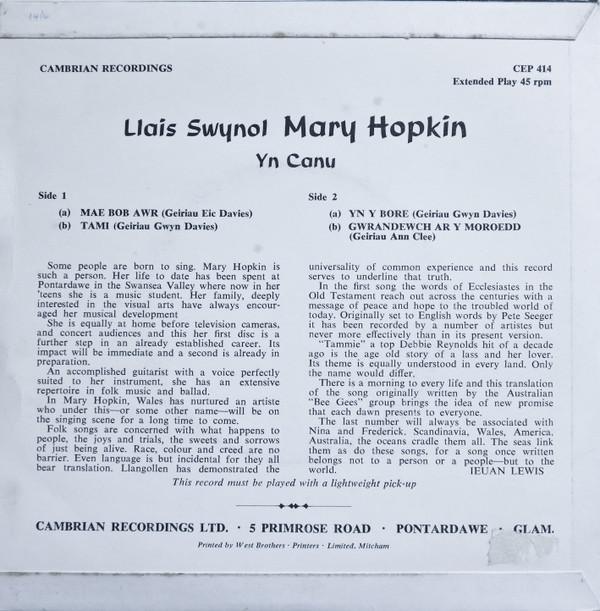 CAMBRIAN RECORDINGS
CEP 414
Extended Play 45 rpm
Llais Swynol Mary Hopkin
Yn Canu
Side 1
(a) MAE BOB AWR (Geiriau Eic Davies)
(b) TAMI (Geiriau Gwyn Davies)
Side 2
(a) YN Y BORE (Geiriau Gwyn Davies)
(b) GWRANDEWCH AR Y MOROEDD
(Geiriau Ann Clee)
Some people are born to sing. Mary Hopkin is
such a person. Her life to date has been spent at
Pontardawe in the Swansea Valley where now in her
'teens she is a music student. Her family, deeply
interested in the visual arts have always encour-
aged her musical development
She is equally at home before television cameras,
and concert audiences and this her first disc is a
further step in an already established career. Its
impact will be immediate and a second is already in
preparation.
An accomplished guitarist with a voice perfectly
suited to her instrument, she has an extensive
repertoire in folk music and ballad.
In Mary Hopkin, Wales has nurtured an artiste
who under this—or some other name—will be on
the singing scene for a long time to come.
Folk songs are concerned with what happens to
people, the joys and trials, the sweets and sorrows
of just being alive. Race, colour and creed are no
barrier. Even language is but incidental for they all
bear translation. Llangollen has demonstrated the
universality of common experience and this record
serves to underline that truth.
In the first song the words of Ecclesiastes in the
Old Testament reach out across the centuries with a
message of peace and hope to the troubled world of
today. Originally set to English words by Pete Seeger
it has been recorded by a number of artistes but
never more effectively than in its present version.
"Tammie" a top Debbie Reynolds hit of a decade
ago is the age old story of a lass and her lover.
Its theme is equally understood in every land. Only
the name would differ.
There is a morning to every life and this translation
of the song originally written by the Australian
"Bee Gees" group brings the idea of new promise
that each dawn presents to everyone.
The last number will always be associated with
Nina and Frederick. Scandinavia, Wales, America,
Australia, the oceans cradle them all. The seas link
them as do these songs, for a song once written
belongs not to a person or a people—but to the
world. IEUAN LEWIS
This record must be played with a lightweight pick-up
CAMBRIAN RECORDINGS LTD. · 5 PRIMROSE ROAD · PONTARDAWE · GLAM.
Printed by West Brothers · Printers · Limited, Mitcham